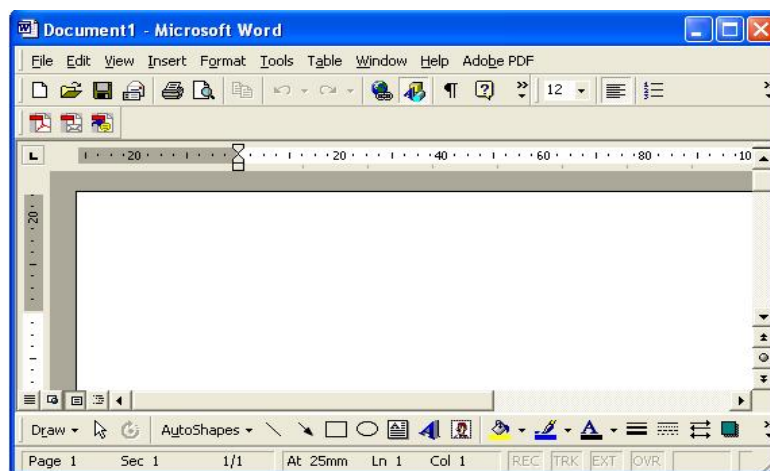 Document1 - Microsoft Word
File Edit View Insert Format Tools Table Window Help Adobe PDF
12
20 20 40 60 80 10
20
Draw AutoShapes
Page 1 Sec 1 1/1 At 25mm Ln 1 Col 1 REC TRK EXT OVR